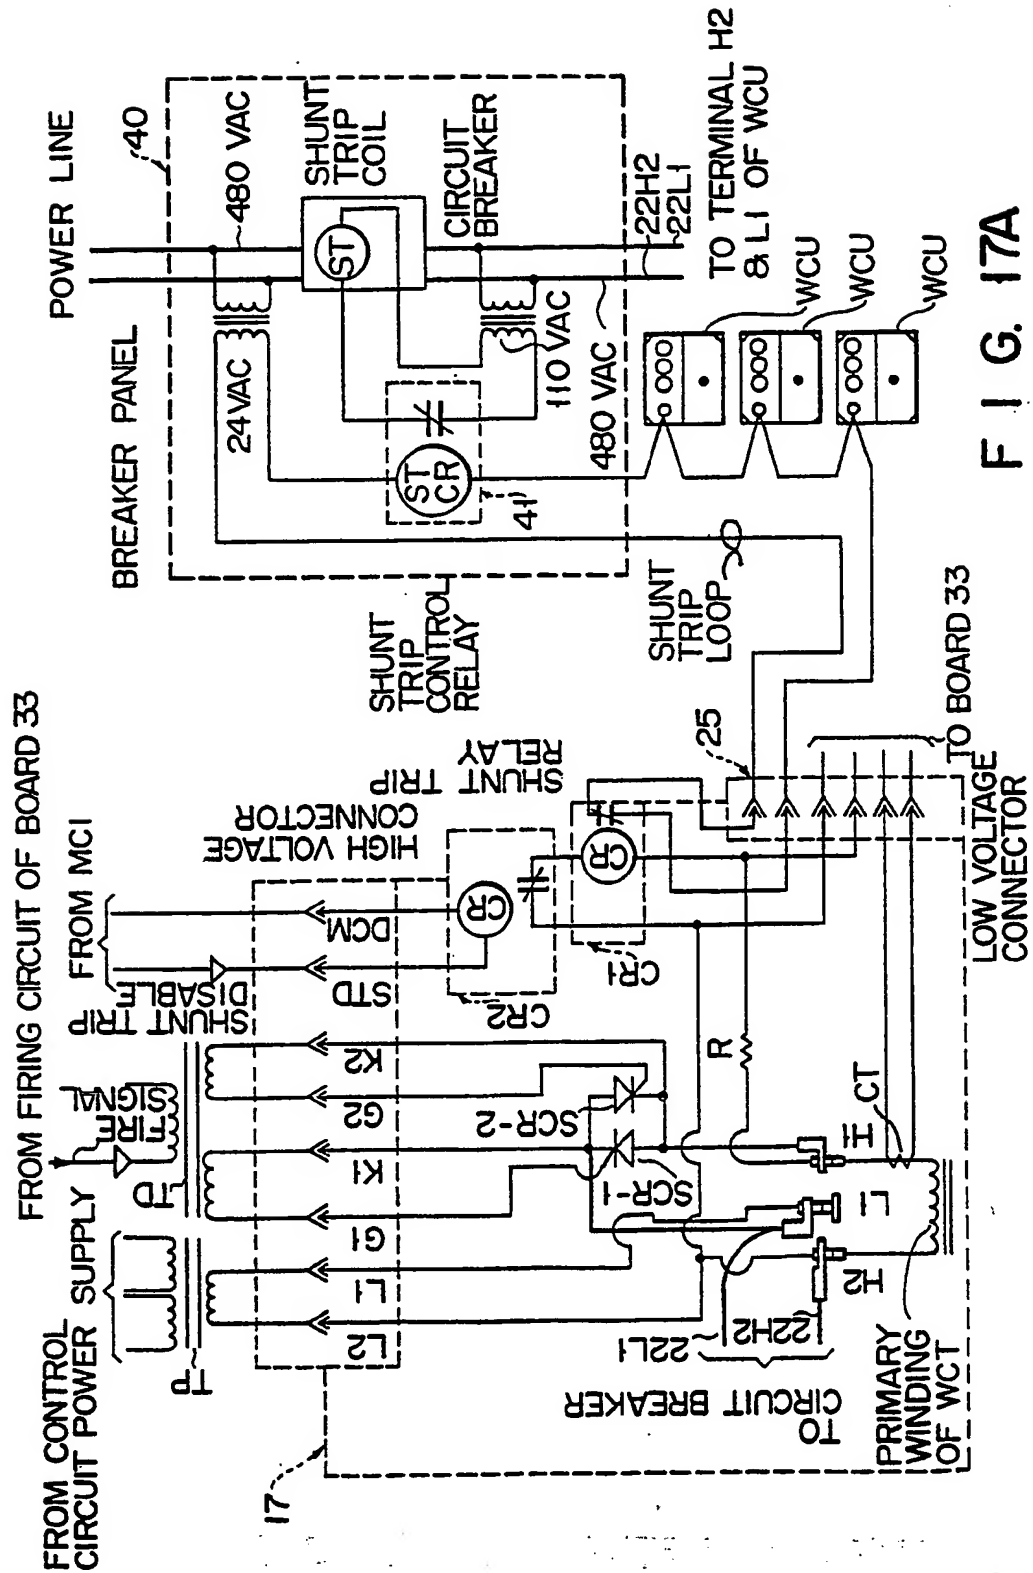 FROM CONTROL
CIRCUIT POWER SUPPLY
FROM FIRING CIRCUIT OF BOARD 33
FIRE
SIGNAL
FROM MCI
SHUNT TRIP
DISABLE
TP
TD
L2
L1
G1
K1
G2
K2
STD
DCM
HIGH VOLTAGE
CONNECTOR
17
CR2
CR
SHUNT TRIP
RELAY
CR1
CR
SCR-1
SCR-2
R
TO
CIRCUIT BREAKER
22L1
22H2
H2
L1
H1
CT
PRIMARY
WINDING
OF WCT
25
LOW VOLTAGE
CONNECTOR
TO BOARD 33
POWER LINE
BREAKER PANEL
40
480 VAC
24VAC
SHUNT
TRIP
COIL
ST
CIRCUIT
BREAKER
110 VAC
ST
CR
41
480 VAC
22H2
22L1
TO TERMINAL H2
& L1 OF WCU
SHUNT
TRIP
CONTROL
RELAY
SHUNT
TRIP
LOOP
WCU
WCU
WCU
FIG. 17A